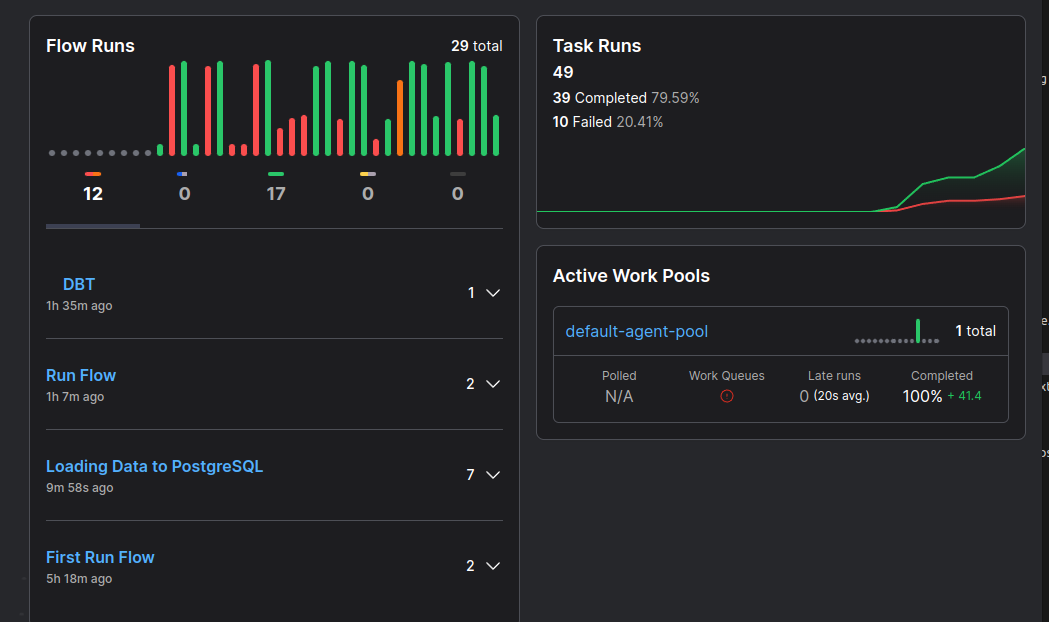 Flow Runs
29 total
12 0 17 0 0
DBT
1h 35m ago
1
Run Flow
1h 7m ago
2
Loading Data to PostgreSQL
9m 58s ago
7
First Run Flow
5h 18m ago
2
Task Runs
49
39 Completed 79.59%
10 Failed 20.41%
Active Work Pools
default-agent-pool
1 total
Polled Work Queues Late runs Completed
N/A 0 (20s avg.) 100% + 41.4